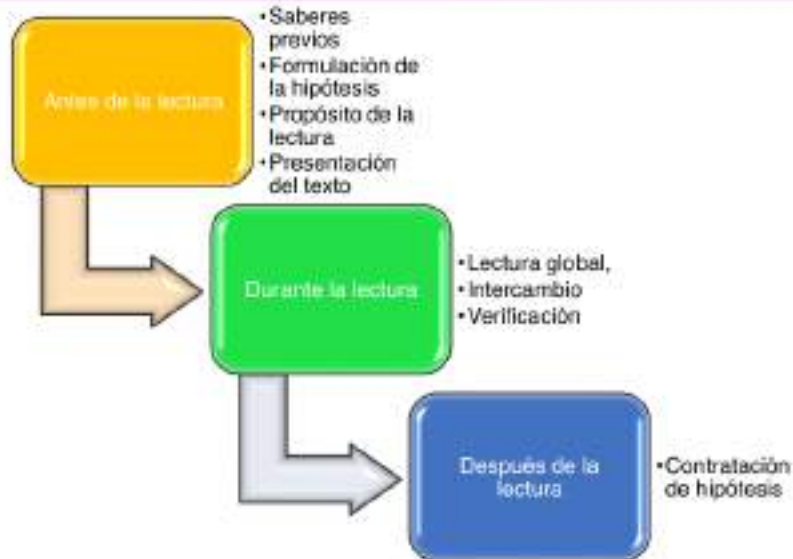 Antes de la lectura
•Saberes
previos
•Formulación de
la hipótesis
•Propósito de la
lectura
•Presentación
del texto
Durante la lectura
•Lectura global,
•Intercambio
•Verificación
Después de la
lectura
•Contratación
de hipótesis